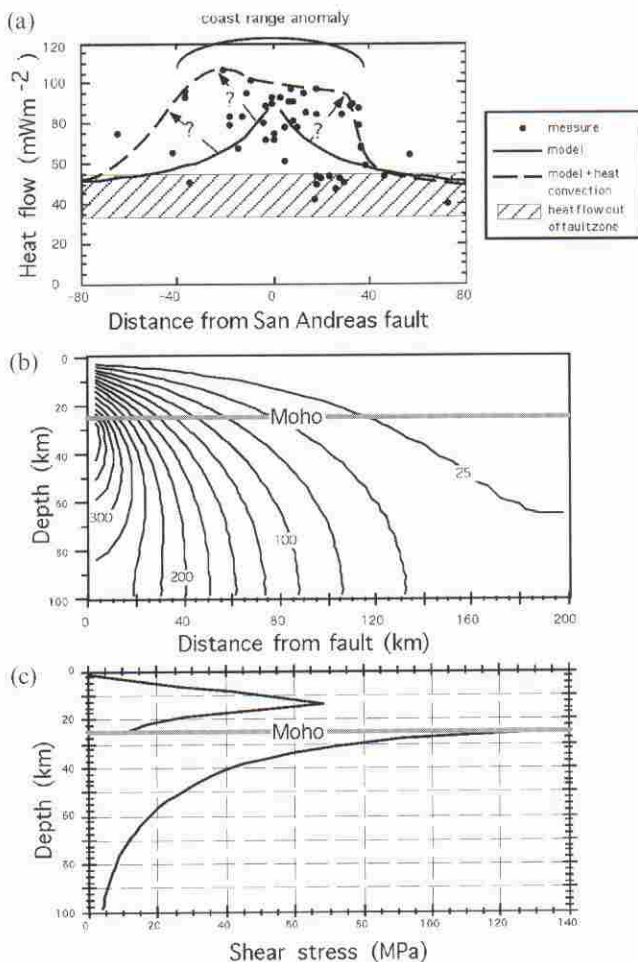 (a)
coast range anomaly
120
100
80
60
40
20
0
Heat flow (mWm-2)
?
?
?
-80
-40
0
40
80
Distance from San Andreas fault
measure
model
model + heat
convection
heat flow out
of fault zone
(b)
0
20
40
60
80
100
Depth (km)
Moho
300
200
100
25
0
40
80
120
160
200
Distance from fault (km)
(c)
0
20
40
60
80
100
Depth (km)
Moho
0
20
40
60
80
100
120
140
Shear stress (MPa)